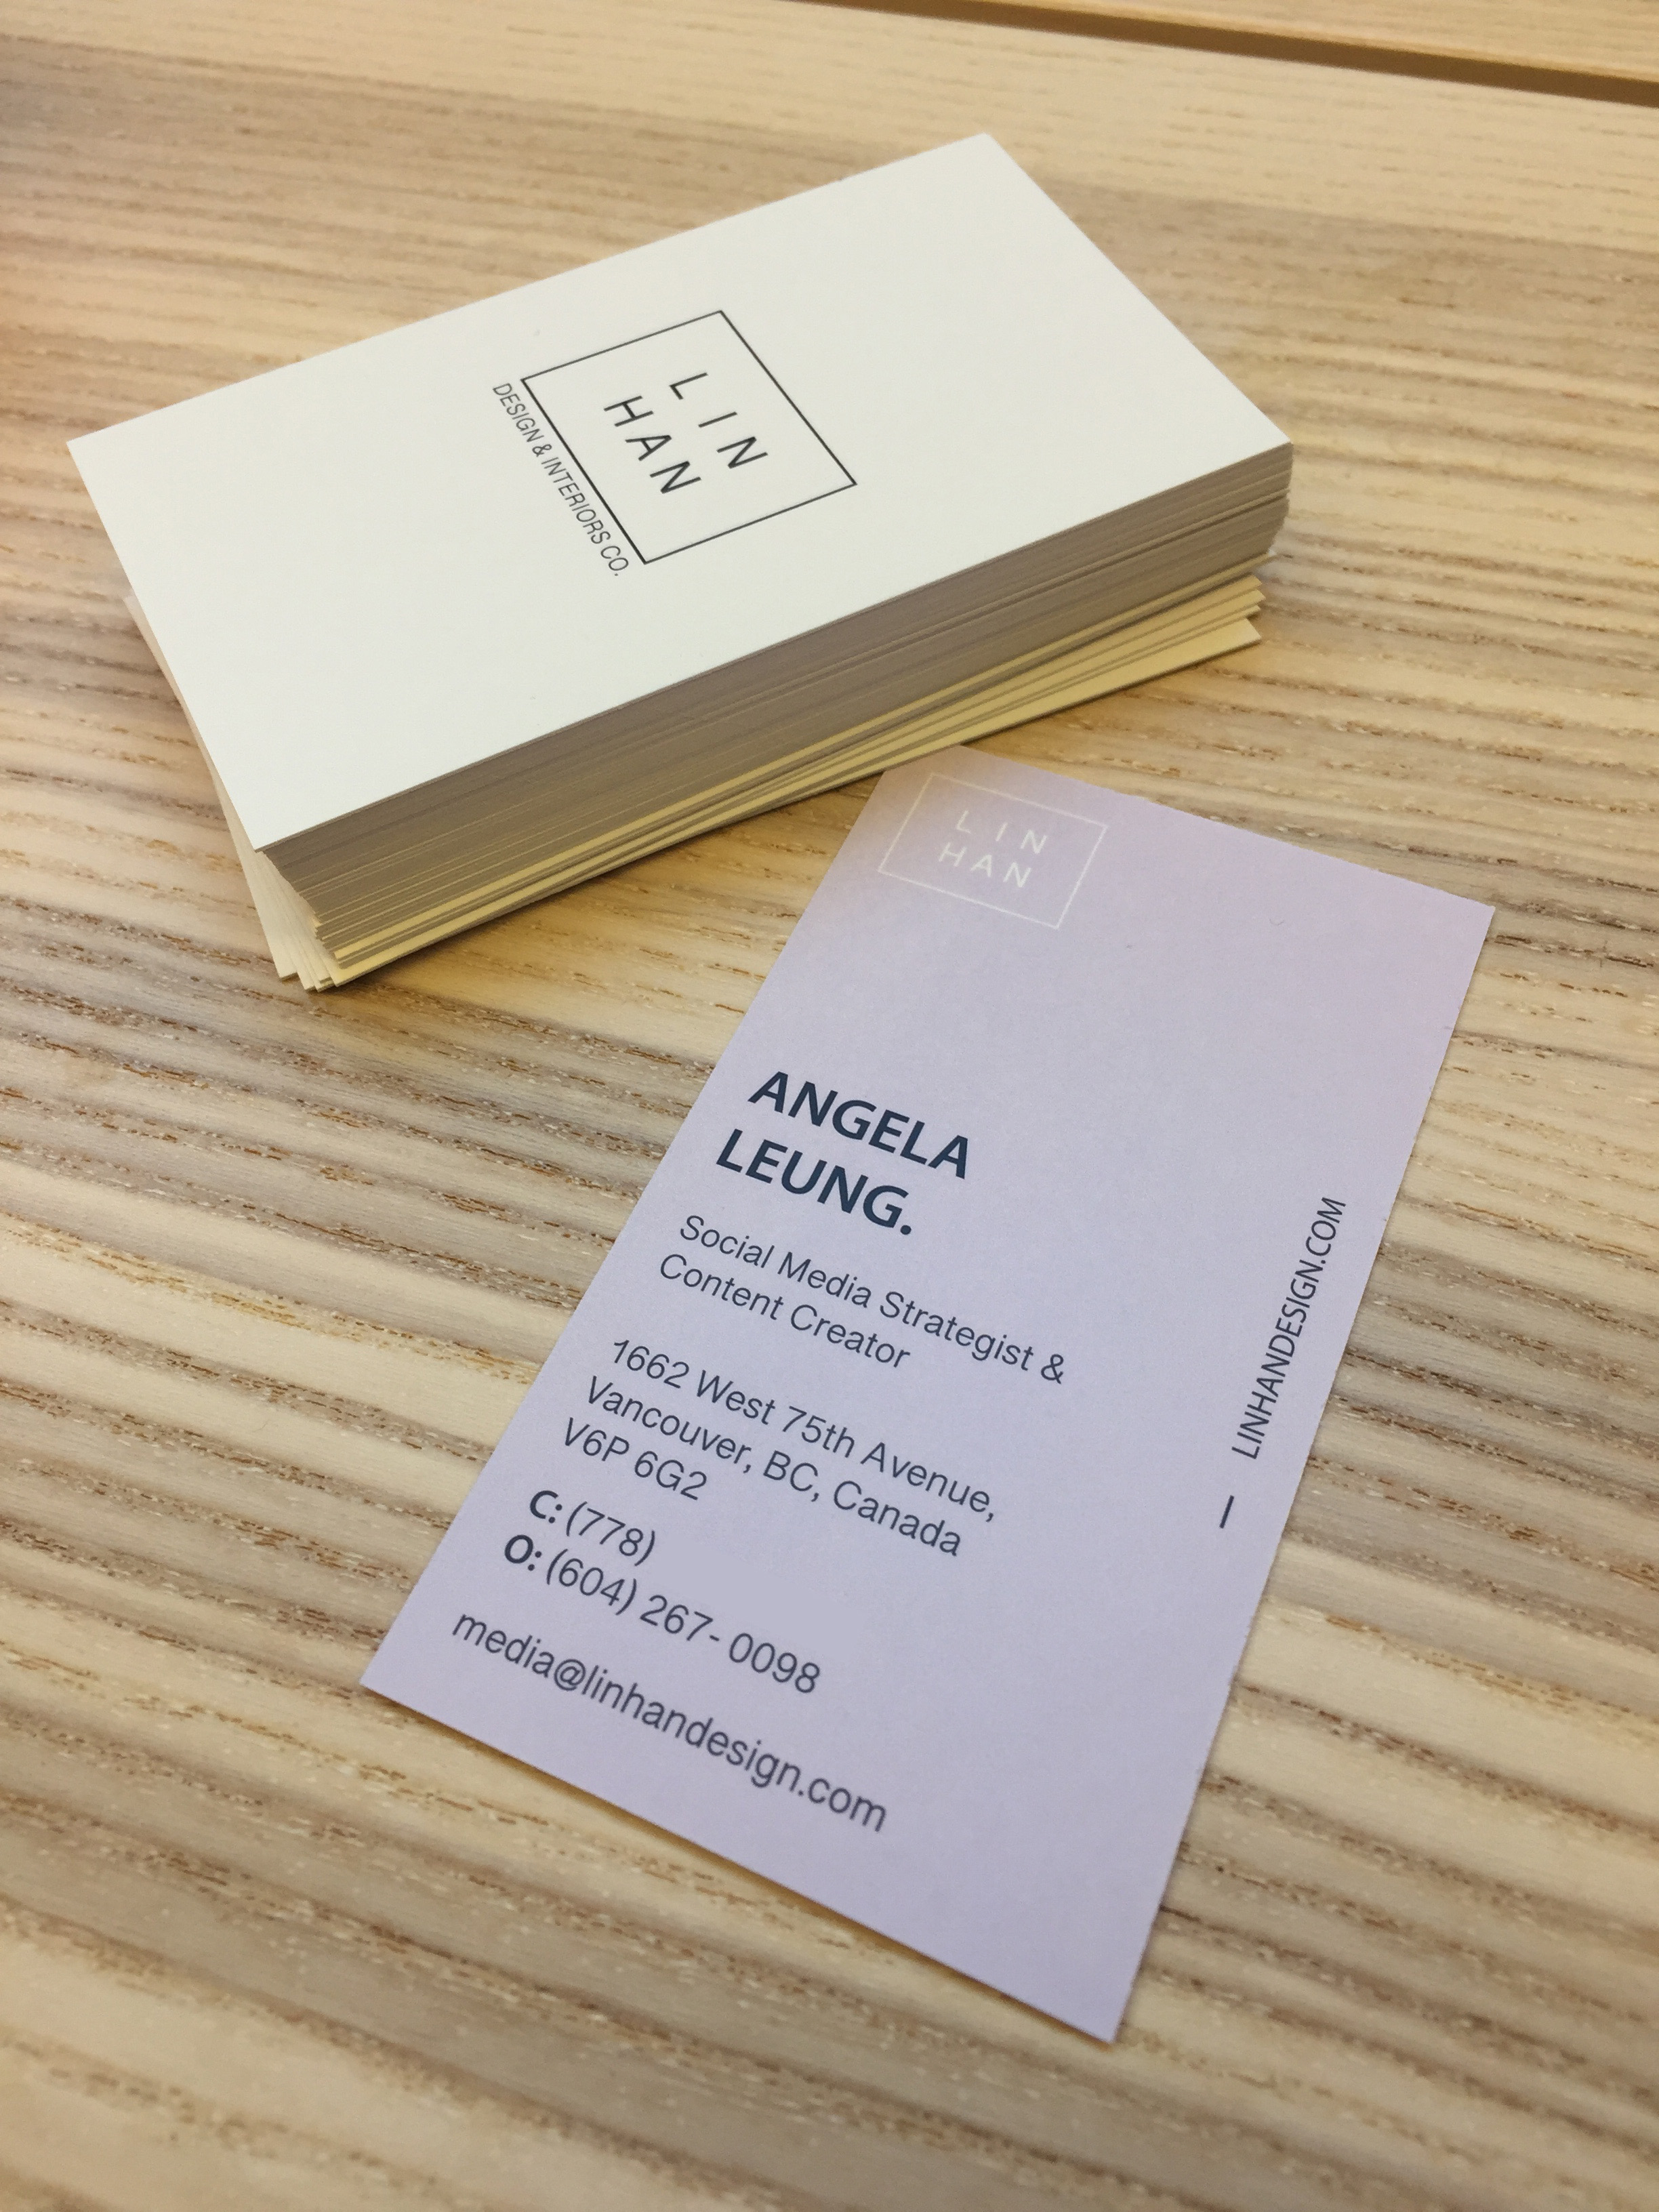 LIN
HAN
DESIGN & INTERIORS CO.
LIN
HAN
ANGELA
LEUNG.
Social Media Strategist &
Content Creator
1662 West 75th Avenue,
Vancouver, BC, Canada
V6P 6G2
C: (778)
O: (604) 267- 0098
media@linhandesign.com
— LINHANDESIGN.COM